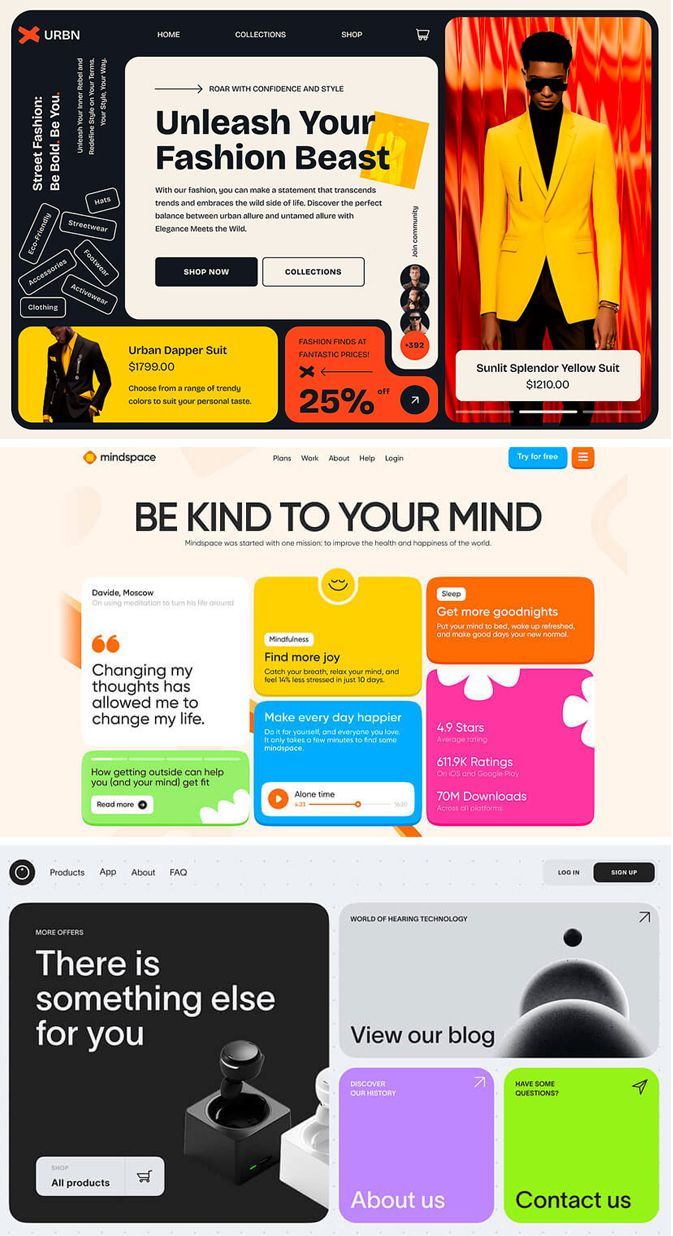 URBN
HOME
COLLECTIONS
SHOP
Street Fashion:
Be Bold. Be You.
Unleash Your Inner Rebel and
Redefine Style on Your Terms.
Your Style, Your Way.
Hats
Eco-Friendly
Streetwear
Footwear
Accessories
Activewear
Clothing
ROAR WITH CONFIDENCE AND STYLE
Unleash Your
Fashion Beast
With our fashion, you can make a statement that transcends
trends and embraces the wild side of life. Discover the perfect
balance between urban allure and untamed allure with
Elegance Meets the Wild.
SHOP NOW
COLLECTIONS
Join community
+392
Urban Dapper Suit
$1799.00
Choose from a range of trendy
colors to suit your personal taste.
FASHION FINDS AT
FANTASTIC PRICES!
25% off
Sunlit Splendor Yellow Suit
$1210.00
mindspace
Plans
Work
About
Help
Login
Try for free
BE KIND TO YOUR MIND
Mindspace was started with one mission: to improve the health and happiness of the world.
Davide, Moscow
On using meditation to turn his life around
Changing my
thoughts has
allowed me to
change my life.
How getting outside can help
you (and your mind) get fit
Read more
Mindfulness
Find more joy
Catch your breath, relax your mind, and
feel 14% less stressed in just 10 days.
Make every day happier
Do it for yourself, and everyone you love.
It only takes a few minutes to find some
mindspace.
Alone time
4:23
Sleep
Get more goodnights
Put your mind to bed, wake up refreshed,
and make good days your new normal.
4.9 Stars
Average rating
611.9K Ratings
On iOS and Google Play
70M Downloads
Across all platforms
Products
App
About
FAQ
LOG IN
SIGN UP
MORE OFFERS
There is
something else
for you
SHOP
All products
WORLD OF HEARING TECHNOLOGY
View our blog
DISCOVER
OUR HISTORY
About us
HAVE SOME
QUESTIONS?
Contact us